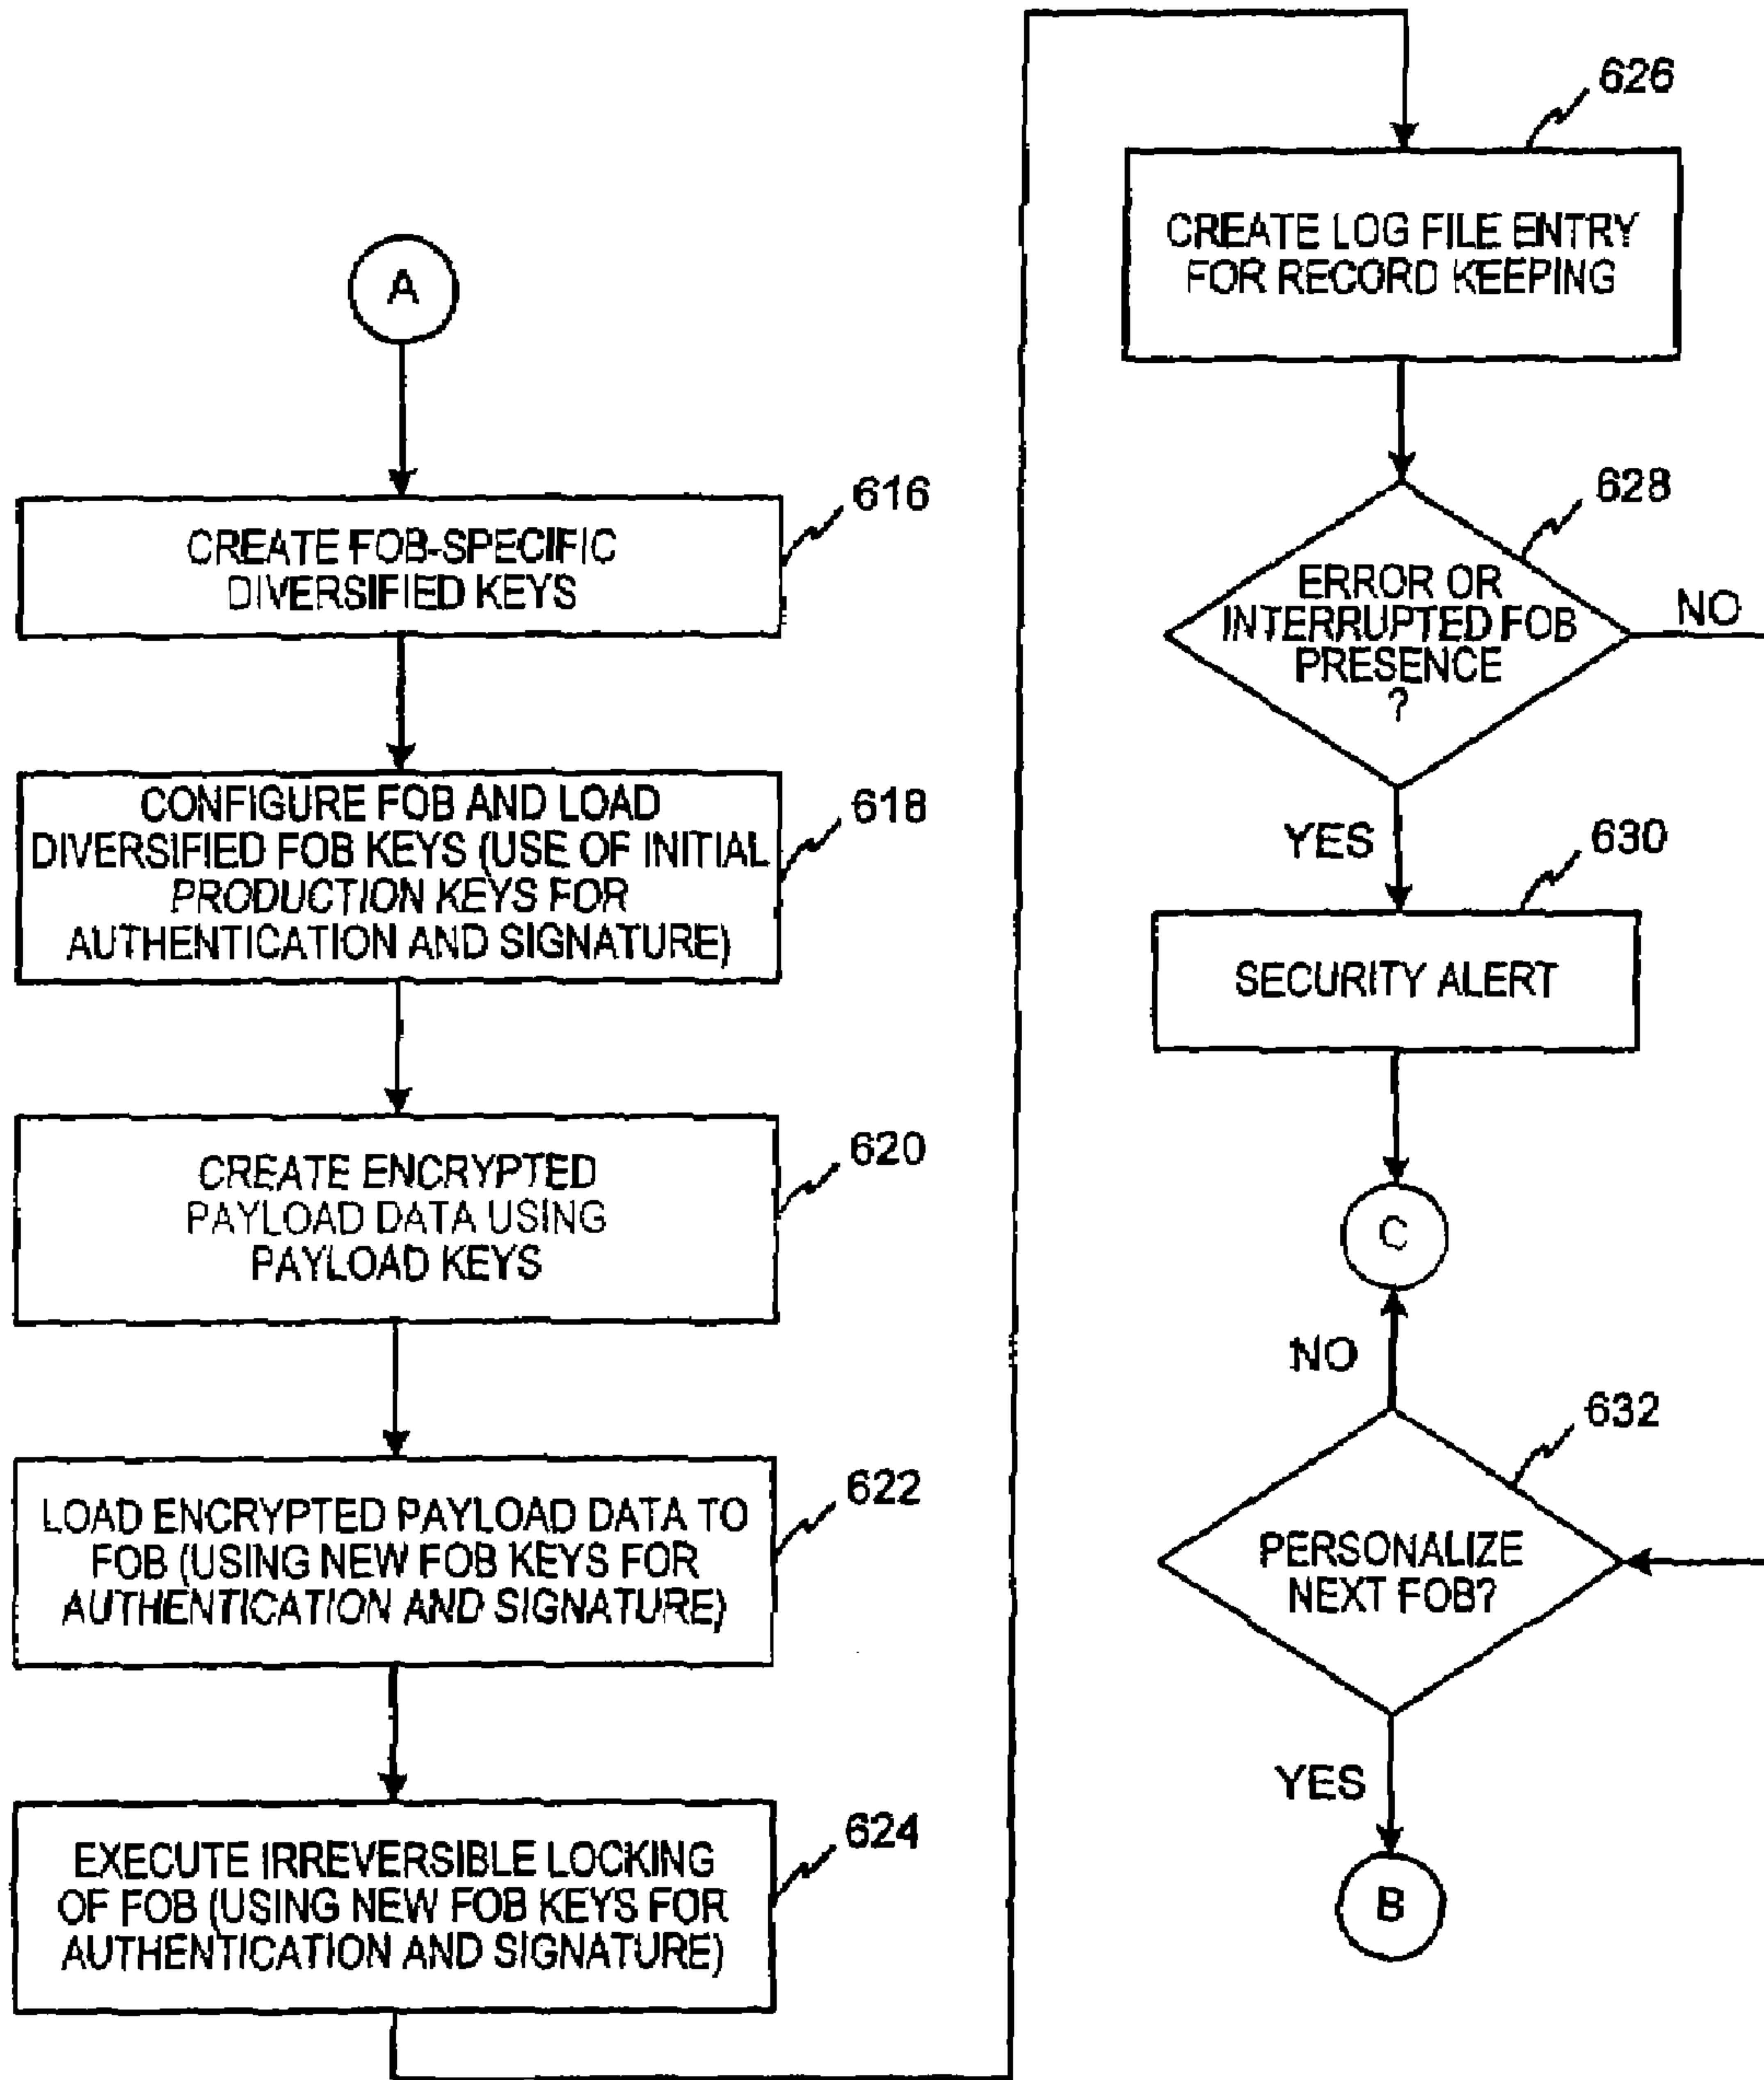 A
616
CREATE FOB-SPECIFIC
DIVERSIFIED KEYS
618
CONFIGURE FOB AND LOAD
DIVERSIFIED FOB KEYS (USE OF INITIAL
PRODUCTION KEYS FOR
AUTHENTICATION AND SIGNATURE)
620
CREATE ENCRYPTED
PAYLOAD DATA USING
PAYLOAD KEYS
622
LOAD ENCRYPTED PAYLOAD DATA TO
FOB (USING NEW FOB KEYS FOR
AUTHENTICATION AND SIGNATURE)
624
EXECUTE IRREVERSIBLE LOCKING
OF FOB (USING NEW FOB KEYS FOR
AUTHENTICATION AND SIGNATURE)
626
CREATE LOG FILE ENTRY
FOR RECORD KEEPING
628
ERROR OR
INTERRUPTED FOB
PRESENCE
?
NO
YES
630
SECURITY ALERT
C
NO
632
PERSONALIZE
NEXT FOB?
YES
B